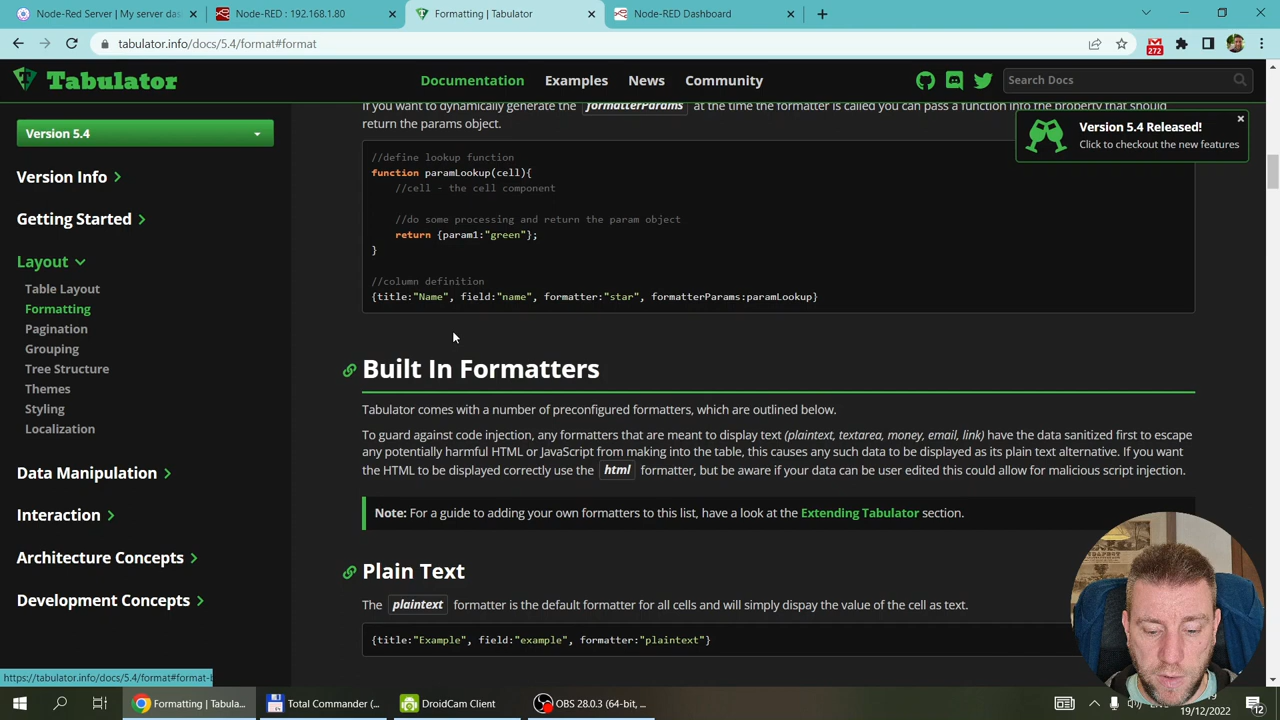 Node-Red Server | My server das
Node-RED : 192.168.1.80
Formatting | Tabulator
Node-RED Dashboard
tabulator.info/docs/5.4/format#format
272
Tabulator
Documentation
Examples
News
Community
Search Docs
Version 5.4
Version Info
Getting Started
Layout
Table Layout
Formatting
Pagination
Grouping
Tree Structure
Themes
Styling
Localization
Data Manipulation
Interaction
Architecture Concepts
Development Concepts
If you want to dynamically generate the formatterParams at the time the formatter is called you can pass a function into the property that should
return the params object.
Version 5.4 Released!
Click to checkout the new features
//define lookup function
function paramLookup(cell){
//cell - the cell component
//do some processing and return the param object
return {param1:"green"};
}
//column definition
{title:"Name", field:"name", formatter:"star", formatterParams:paramLookup}
Built In Formatters
Tabulator comes with a number of preconfigured formatters, which are outlined below.
To guard against code injection, any formatters that are meant to display text (plaintext, textarea, money, email, link) have the data sanitized first to escape
any potentially harmful HTML or JavaScript from making into the table, this causes any such data to be displayed as its plain text alternative. If you want
the HTML to be displayed correctly use the html formatter, but be aware if your data can be user edited this could allow for malicious script injection.
Note: For a guide to adding your own formatters to this list, have a look at the Extending Tabulator section.
Plain Text
The plaintext formatter is the default formatter for all cells and will simply dispay the value of the cell as text.
{title:"Example", field:"example", formatter:"plaintext"}
https://tabulator.info/docs/5.4/format#format-b
Formatting | Tabula...
Total Commander (...
DroidCam Client
OBS 28.0.3 (64-bit, ...
19/12/2022
12